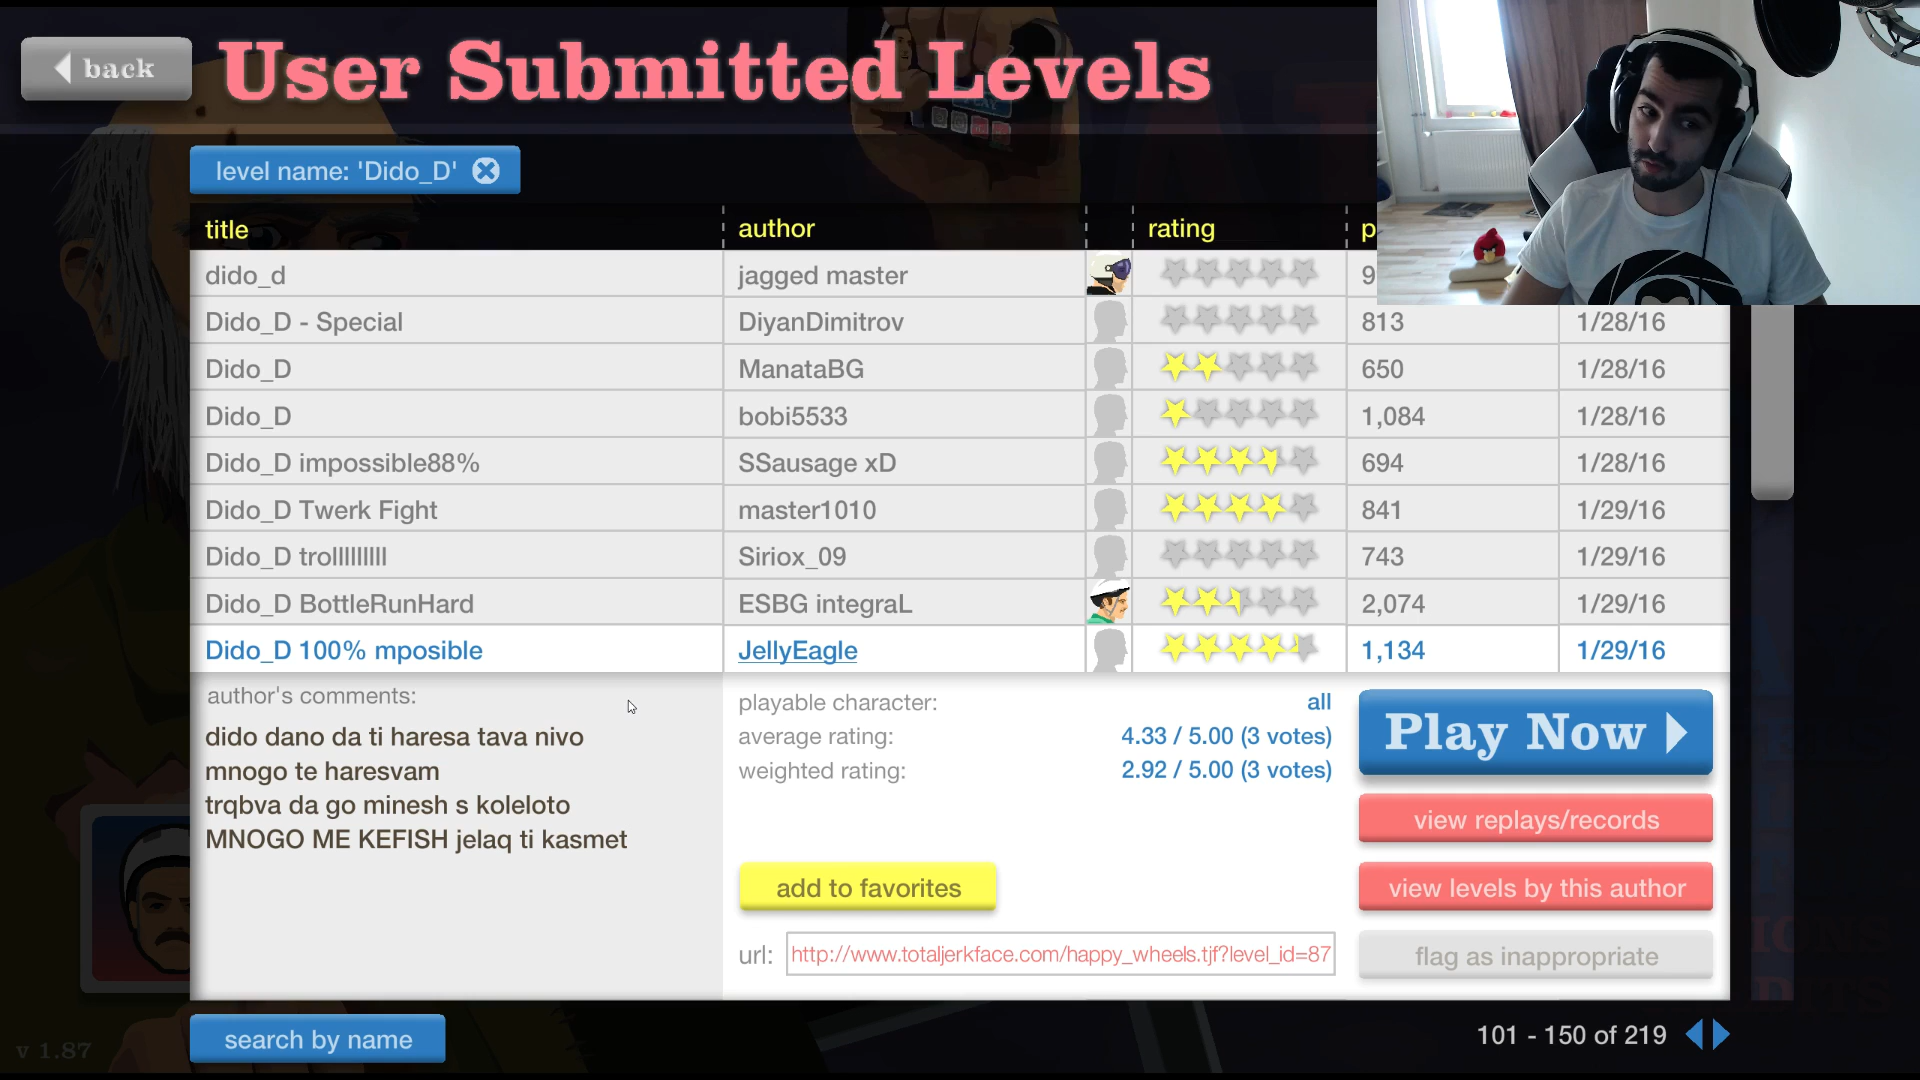 back
User Submitted Levels
level name: 'Dido_D'
title author rating p
dido_d jagged master 9
Dido_D - Special DiyanDimitrov 813 1/28/16
Dido_D ManataBG 650 1/28/16
Dido_D bobi5533 1,084 1/28/16
Dido_D impossible88% SSausage xD 694 1/28/16
Dido_D Twerk Fight master1010 841 1/29/16
Dido_D trolllllllll Siriox_09 743 1/29/16
Dido_D BottleRunHard ESBG integraL 2,074 1/29/16
Dido_D 100% mposible JellyEagle 1,134 1/29/16
author's comments:
dido dano da ti haresa tava nivo
mnogo te haresvam
trqbva da go minesh s koleloto
MNOGO ME KEFISH jelaq ti kasmet
playable character: all
average rating: 4.33 / 5.00 (3 votes)
weighted rating: 2.92 / 5.00 (3 votes)
add to favorites
url: http://www.totaljerkface.com/happy_wheels.tjf?level_id=87
Play Now
view replays/records
view levels by this author
flag as inappropriate
v 1.87
search by name
101 - 150 of 219